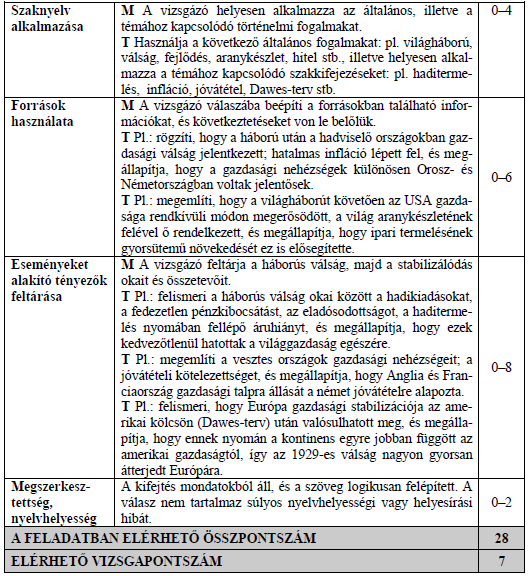 Szaknyelv alkalmazása
M A vizsgázó helyesen alkalmazza az általános, illetve a
témához kapcsolódó történelmi fogalmakat.
T Használja a következő általános fogalmakat: pl. világháború,
válság, fejlődés, aranykészlet, hitel stb., illetve helyesen alkal-
mazza a témához kapcsolódó szakkifejezéseket: pl. haditerme-
lés, infláció, jóvátétel, Dawes-terv stb.
0–4
Források használata
M A vizsgázó válaszába beépíti a forrásokban található infor-
mációkat, és következtetéseket von le belőlük.
T Pl.: rögzíti, hogy a háború után a hadviselő országokban gaz-
dasági válság jelentkezett; hatalmas infláció lépett fel, és meg-
állapítja, hogy a gazdasági nehézségek különösen Orosz- és
Németországban voltak jelentősek.
T Pl.: megemlíti, hogy a világháborút követően az USA gazda-
sága rendkívüli módon megerősödött, a világ aranykészletének
felével ő rendelkezett, és megállapítja, hogy ipari termelésének
gyorsütemű növekedését ez is elősegítette.
0–6
Eseményeket alakító tényezők feltárása
M A vizsgázó feltárja a háborús válság, majd a stabilizálódás
okait és összetevőit.
T Pl.: felismeri a háborús válság okai között a hadikiadásokat,
a fedezetlen pénzkibocsátást, az eladósodottságot, a haditerme-
lés nyomában fellépő áruhiányt, és megállapítja, hogy ezek
kedvezőtlenül hatottak a világgazdaság egészére.
T Pl.: megemlíti a vesztes országok gazdasági nehézségeit; a
jóvátételi kötelezettséget, és megállapítja, hogy Anglia és Fran-
ciaország gazdasági talpra állását a német jóvátételre alapozta.
T Pl.: felismeri, hogy Európa gazdasági stabilizációja az ame-
rikai kölcsön (Dawes-terv) után valósulhatott meg, és megálla-
pítja, hogy ennek nyomán a kontinens egyre jobban függött az
amerikai gazdaságtól, így az 1929-es válság nagyon gyorsan
átterjedt Európára.
0–8
Megszerkesz-
tettség,
nyelvhelyesség
A kifejtés mondatokból áll, és a szöveg logikusan felépített. A
válasz nem tartalmaz súlyos nyelvhelyességi vagy helyesírási
hibát.
0–2
A FELADATBAN ELÉRHETŐ ÖSSZPONTSZÁM
28
ELÉRHETŐ VIZSGAPONTSZÁM
7